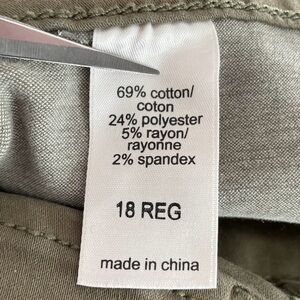 69% cotton/
coton
24% polyester
5% rayon/
rayonne
2% spandex
18 REG
made in china